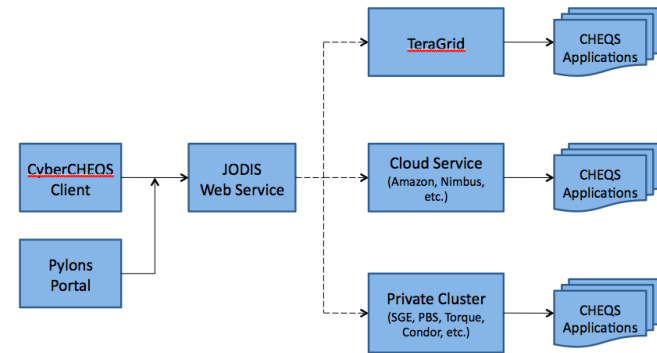 TeraGrid
CHEQS
Applications
CyberCHEQS
Client
JODIS
Web Service
Cloud Service
(Amazon, Nimbus,
etc.)
CHEQS
Applications
Pylons
Portal
Private Cluster
(SGE, PBS, Torque,
Condor, etc.)
CHEQS
Applications